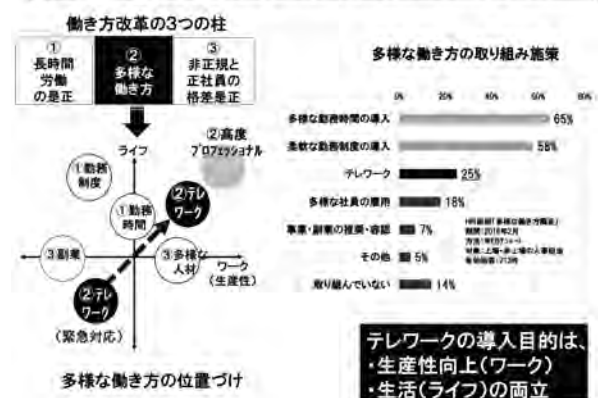 働き方改革の3つの柱
①
長時間
労働
の是正
②
多様な
働き方
③
非正規と
正社員の
格差是正
ライフ
②高度
プロフェッショナル
①勤務
制度
②テレ
ワーク
①勤務
時間
③副業
③多様な
人材
ワーク
(生産性)
②テレ
ワーク
(緊急対応)
多様な働き方の位置づけ
多様な働き方の取り組み施策
0% 20% 40% 60% 80%
多様な勤務時間の導入 65%
柔軟な勤務制度の導入 58%
テレワーク 25%
多様な社員の雇用 18%
事業・副業の推奨・容認 7%
その他 5%
取り組んでいない 14%
テレワークの導入目的は、
・生産性向上(ワーク)
・生活(ライフ)の両立